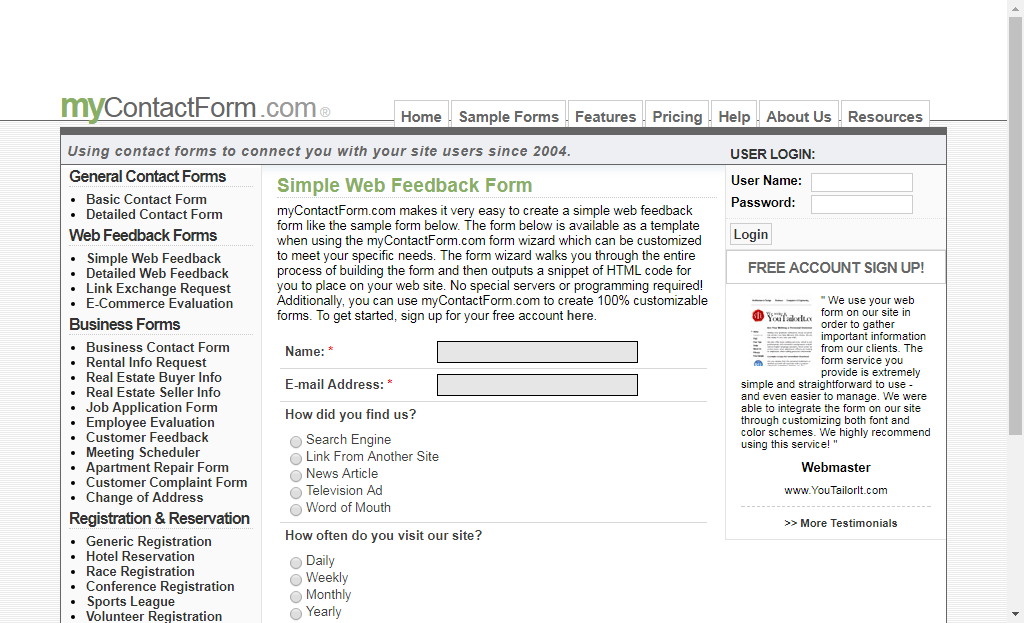 myContactForm.com®
Home
Sample Forms
Features
Pricing
Help
About Us
Resources
Using contact forms to connect you with your site users since 2004.
USER LOGIN:
General Contact Forms
Basic Contact Form
Detailed Contact Form
Web Feedback Forms
Simple Web Feedback
Detailed Web Feedback
Link Exchange Request
E-Commerce Evaluation
Business Forms
Business Contact Form
Rental Info Request
Real Estate Buyer Info
Real Estate Seller Info
Job Application Form
Employee Evaluation
Customer Feedback
Meeting Scheduler
Apartment Repair Form
Customer Complaint Form
Change of Address
Registration & Reservation
Generic Registration
Hotel Reservation
Race Registration
Conference Registration
Sports League
Volunteer Registration
Simple Web Feedback Form
myContactForm.com makes it very easy to create a simple web feedback
form like the sample form below. The form below is available as a template
when using the myContactForm.com form wizard which can be customized
to meet your specific needs. The form wizard walks you through the entire
process of building the form and then outputs a snippet of HTML code for
you to place on your web site. No special servers or programming required!
Additionally, you can use myContactForm.com to create 100% customizable
forms. To get started, sign up for your free account here.
Name: *
E-mail Address: *
How did you find us?
Search Engine
Link From Another Site
News Article
Television Ad
Word of Mouth
How often do you visit our site?
Daily
Weekly
Monthly
Yearly
User Name:
Password:
Login
FREE ACCOUNT SIGN UP!
YouTailorIt.co
" We use your web
form on our site in
order to gather
important information
from our clients. The
form service you
provide is extremely
simple and straightforward to use -
and even easier to manage. We were
able to integrate the form on our site
through customizing both font and
color schemes. We highly recommend
using this service! "
Webmaster
www.YouTailorIt.com
>> More Testimonials